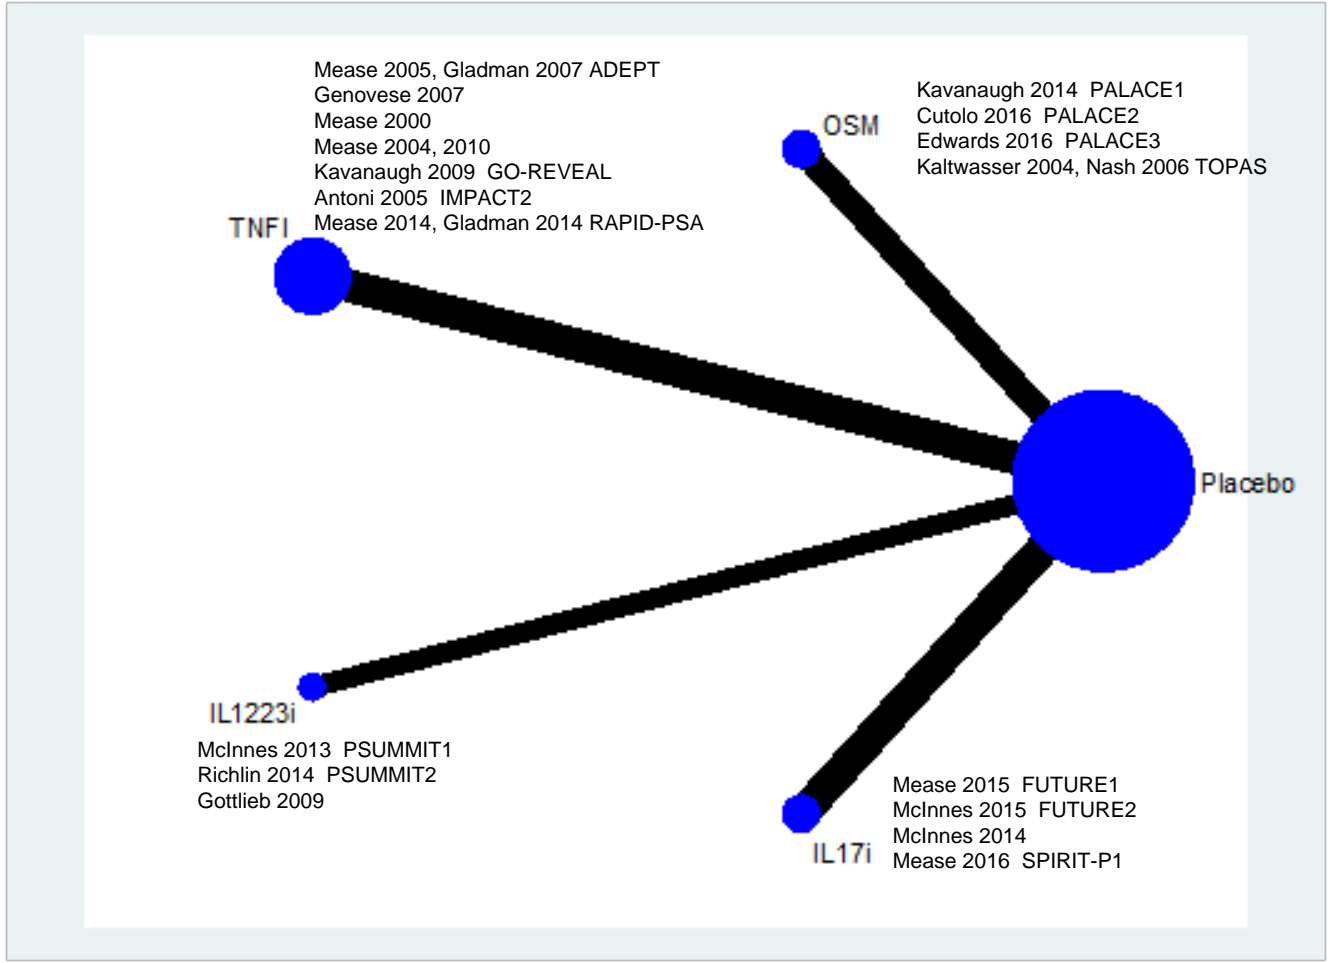 Mease 2005, Gladman 2007 ADEPT
Genovese 2007
Mease 2000
Mease 2004, 2010
Kavanaugh 2009  GO-REVEAL
Antoni 2005  IMPACT2
Mease 2014, Gladman 2014 RAPID-PSA
TNFI
Kavanaugh 2014  PALACE1
Cutolo 2016  PALACE2
Edwards 2016  PALACE3
Kaltwasser 2004, Nash 2006 TOPAS
OSM
Placebo
IL1223i
McInnes 2013  PSUMMIT1
Richlin 2014  PSUMMIT2
Gottlieb 2009
Mease 2015  FUTURE1
McInnes 2015  FUTURE2
McInnes 2014
Mease 2016  SPIRIT-P1
IL17i